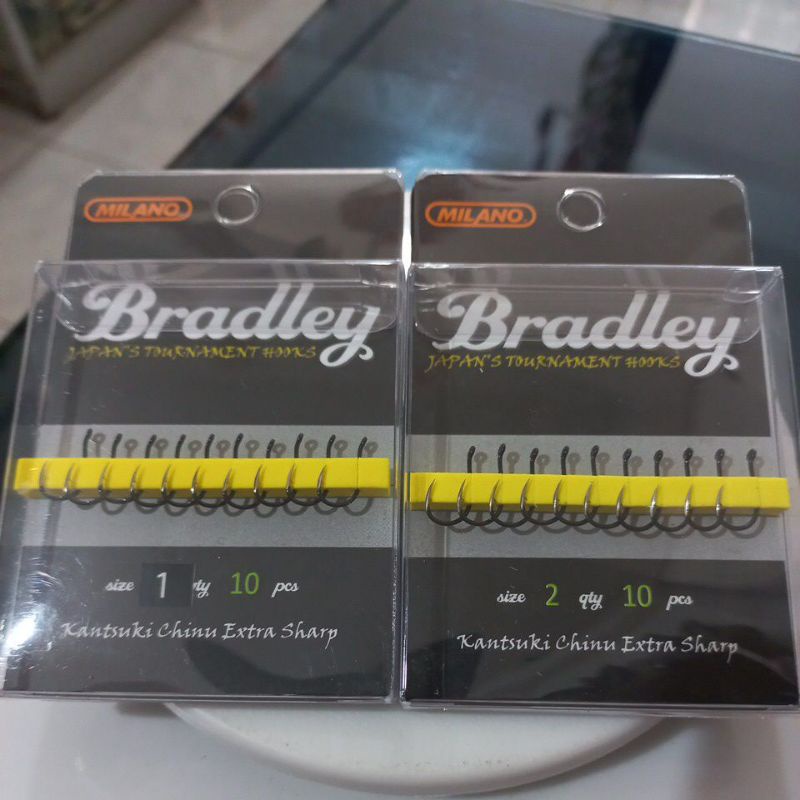 MILANO
Bradley
JAPAN'S TOURNAMENT HOOKS
size 1 qty 10 pcs
Kantsuki Chinu Extra Sharp
MILANO
Bradley
JAPAN'S TOURNAMENT HOOKS
size 2 qty 10 pcs
Kantsuki Chinu Extra Sharp